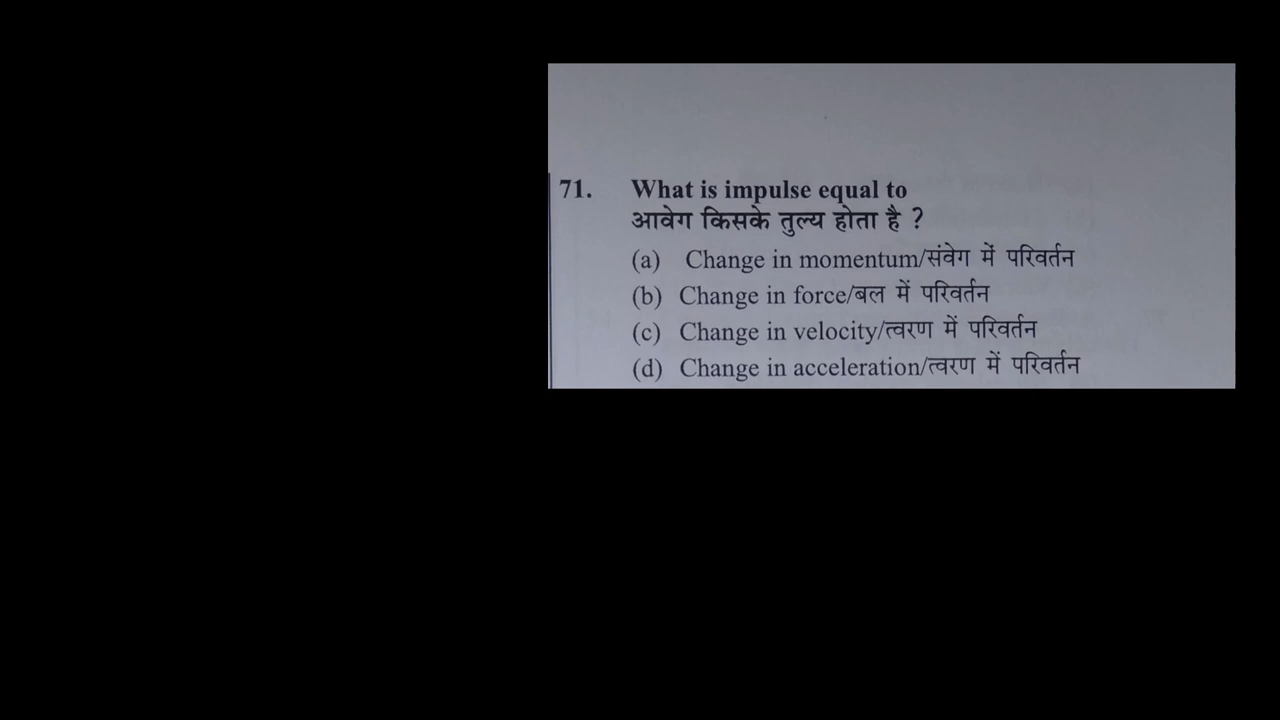 71. What is impulse equal to
आवेग किसके तुल्य होता है ?
(a) Change in momentum/संवेग में परिवर्तन
(b) Change in force/बल में परिवर्तन
(c) Change in velocity/त्वरण में परिवर्तन
(d) Change in acceleration/त्वरण में परिवर्तन